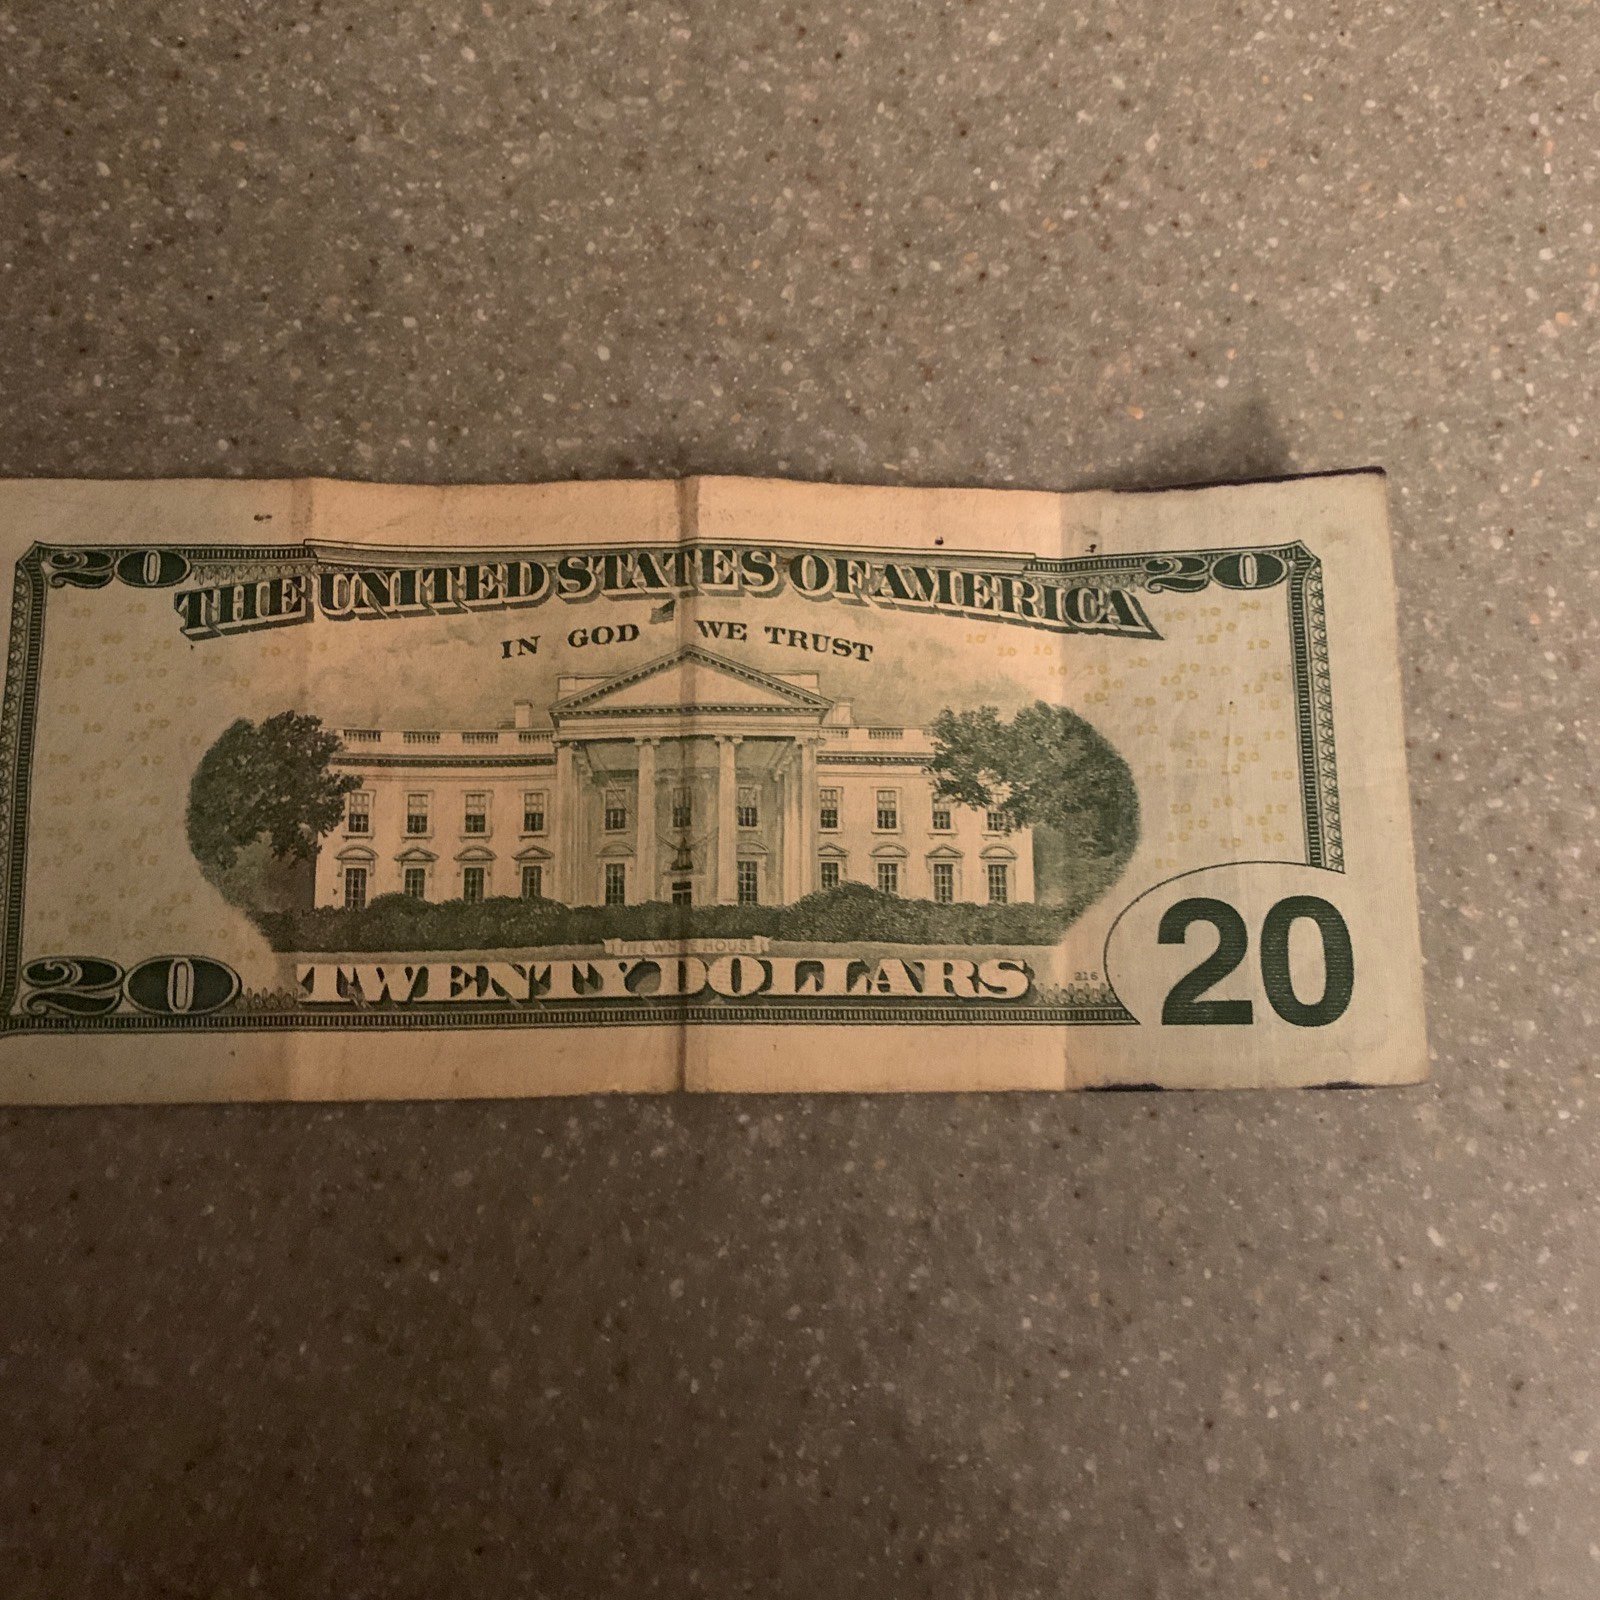 20 20
THE UNITED STATES OF AMERICA
IN GOD WE TRUST
THE WHITE HOUSE
20 TWENTY DOLLARS 216 20